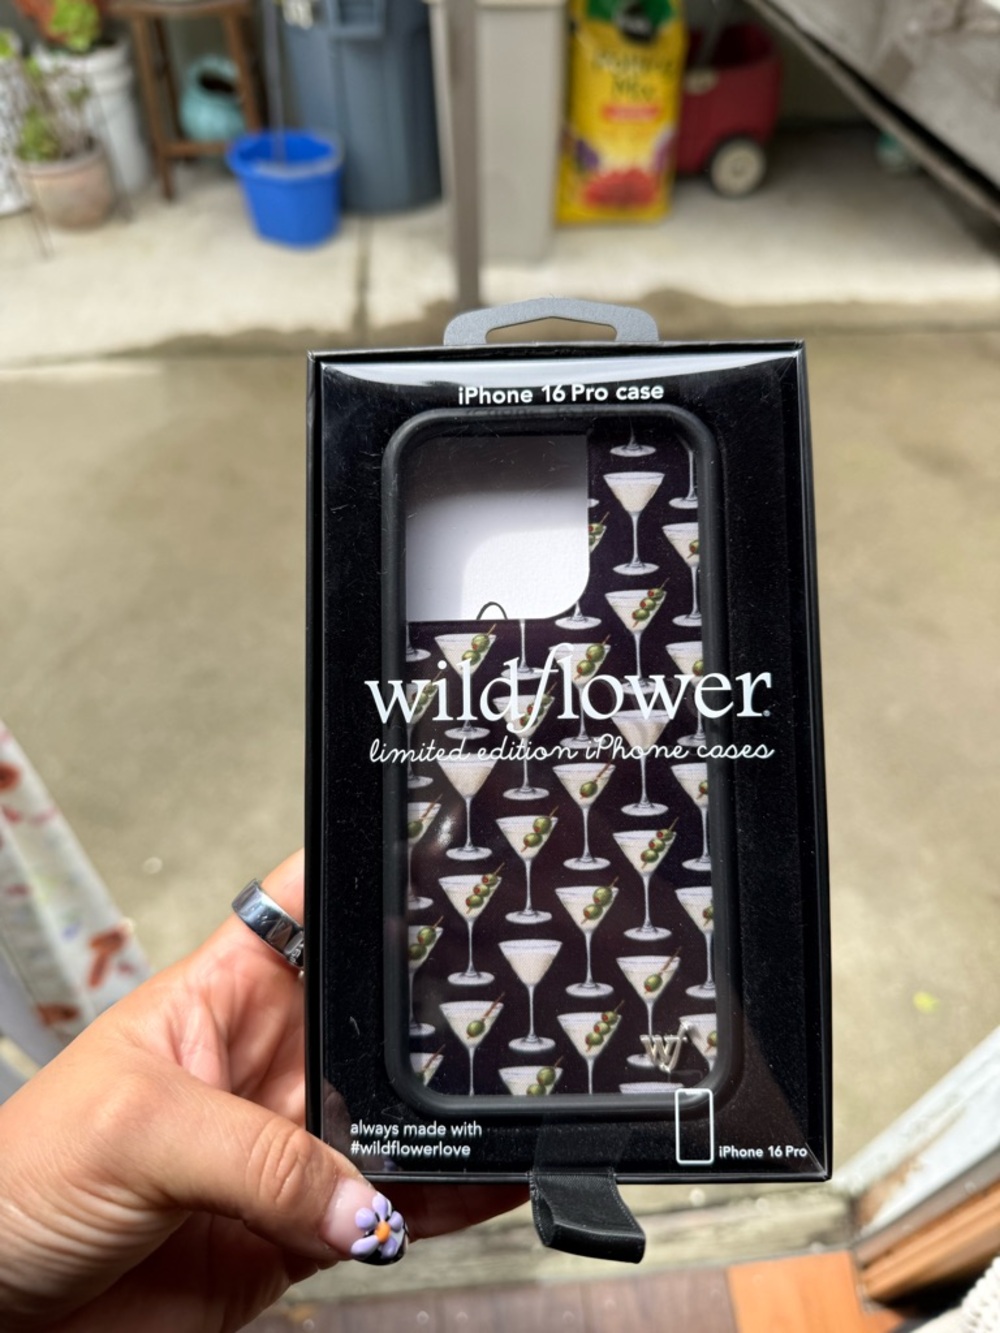 iPhone 16 Pro case
wildflower
limited edition iPhone cases
W
always made with
#wildflowerlove
iPhone 16 Pro